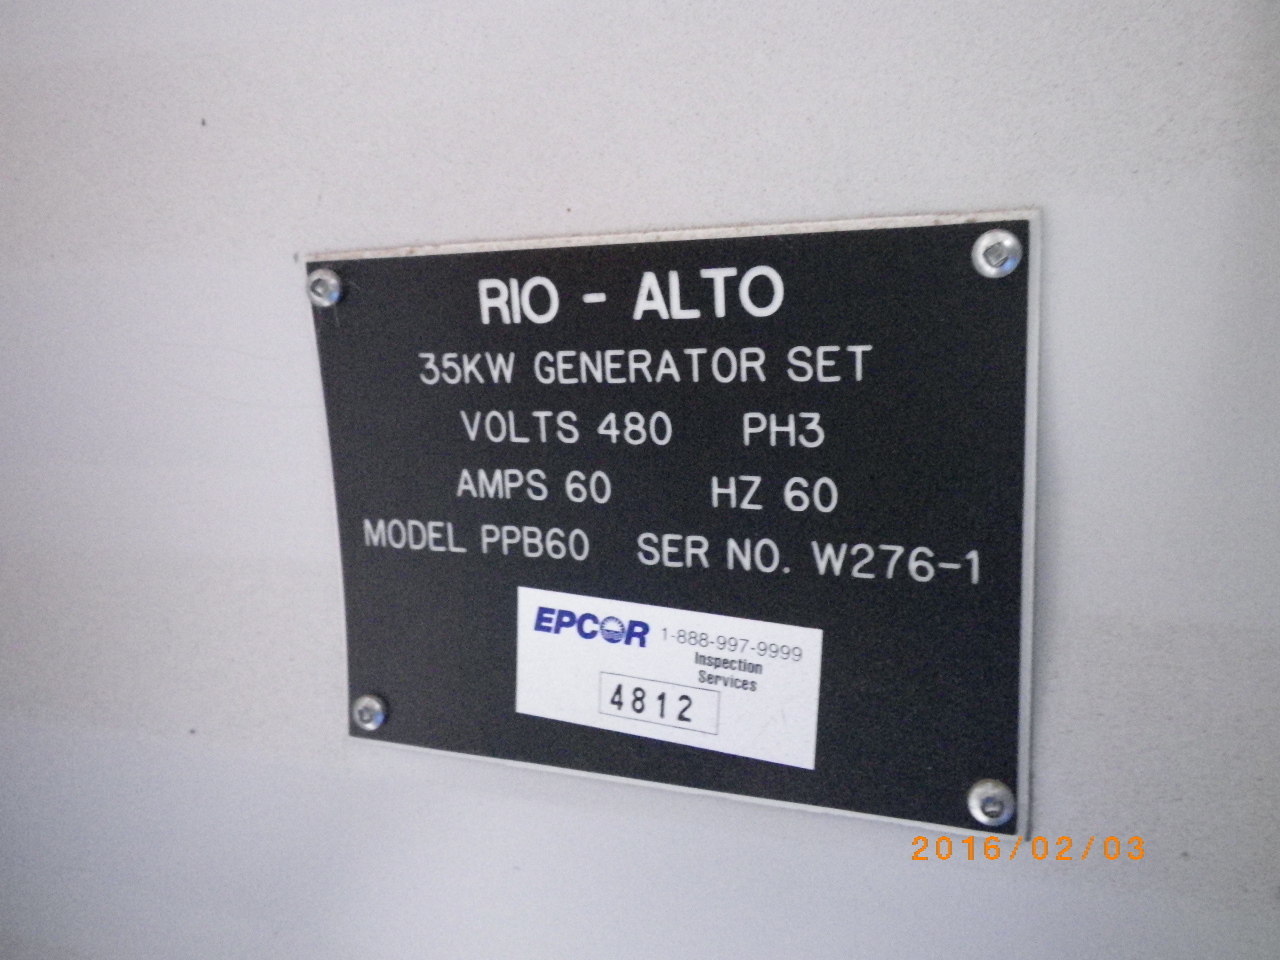 RIO - ALTO
35KW GENERATOR SET
VOLTS 480 PH3
AMPS 60 HZ 60
MODEL PPB60 SER NO. W276-1
EPCOR 1-888-997-9999
Inspection
Services
4812
2016/02/03